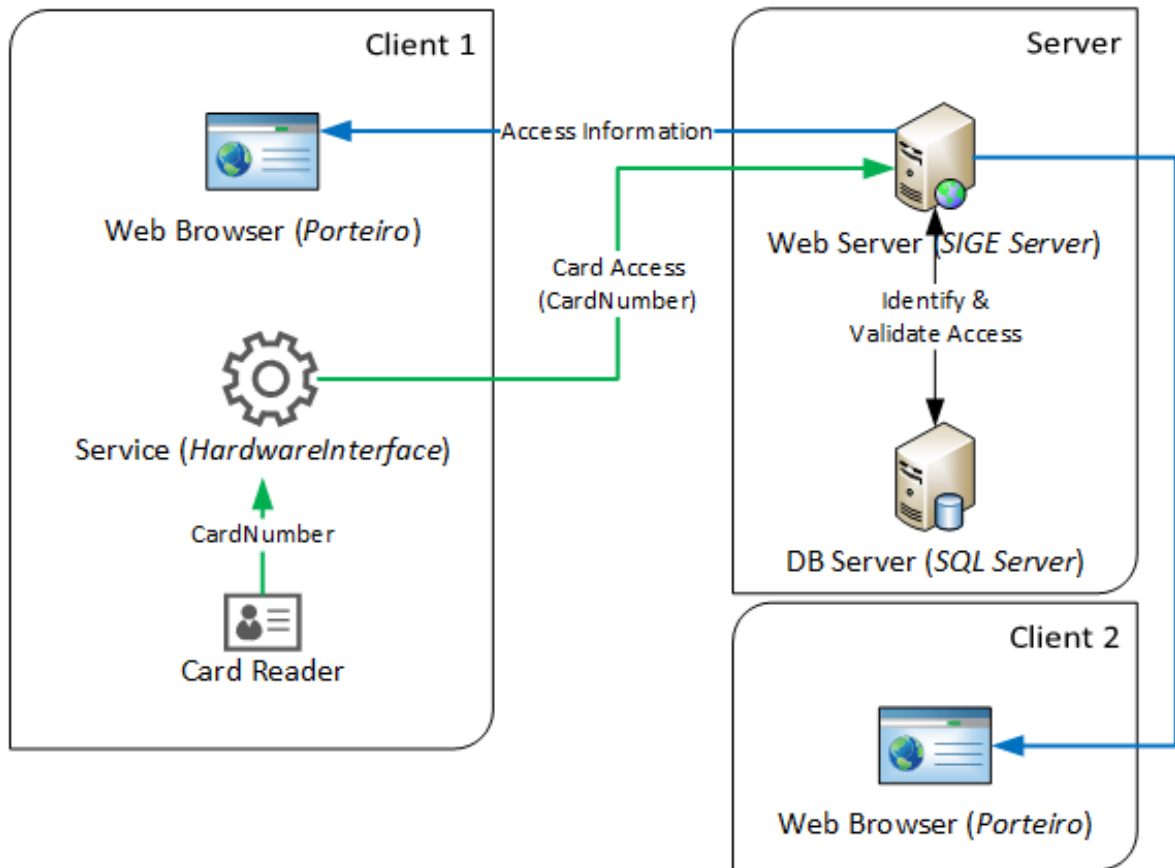 Client 1
Server
Access Information
Web Browser (Porteiro)
Web Server (SIGE Server)
Card Access
(CardNumber)
Identify &
Validate Access
Service (HardwareInterface)
CardNumber
DB Server (SQL Server)
Card Reader
Client 2
Web Browser (Porteiro)